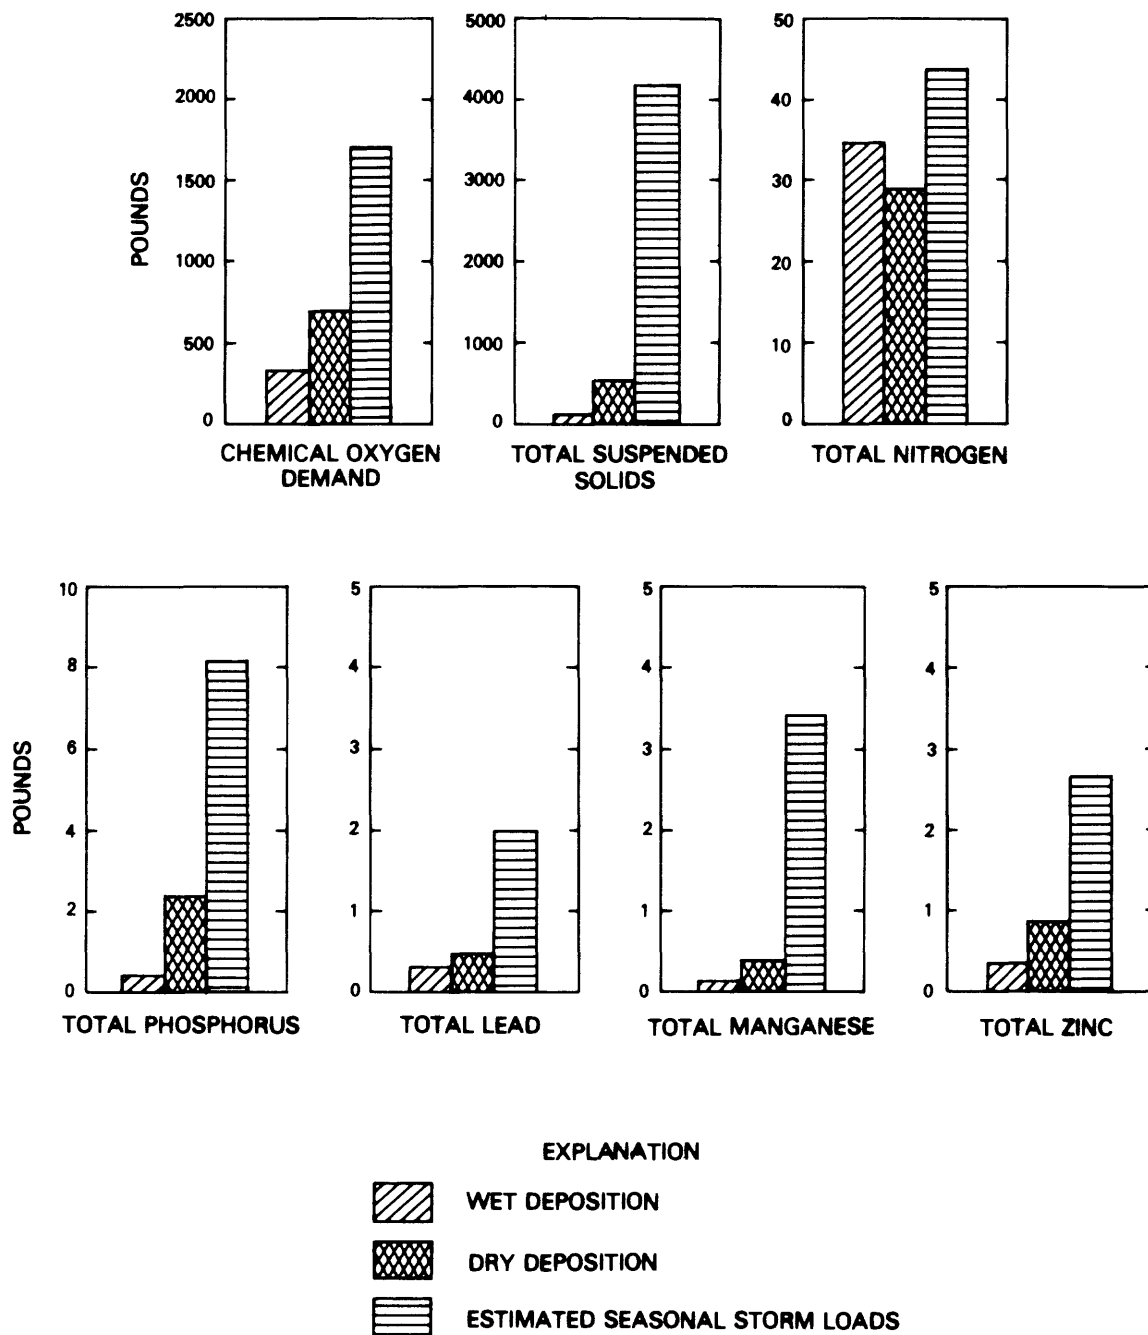 POUNDS
2500
2000
1500
1000
500
0
CHEMICAL OXYGEN
DEMAND
5000
4000
3000
2000
1000
0
TOTAL SUSPENDED
SOLIDS
50
40
30
20
10
0
TOTAL NITROGEN
POUNDS
10
8
6
4
2
0
TOTAL PHOSPHORUS
5
4
3
2
1
0
TOTAL LEAD
5
4
3
2
1
0
TOTAL MANGANESE
5
4
3
2
1
0
TOTAL ZINC
EXPLANATION
WET DEPOSITION
DRY DEPOSITION
ESTIMATED SEASONAL STORM LOADS